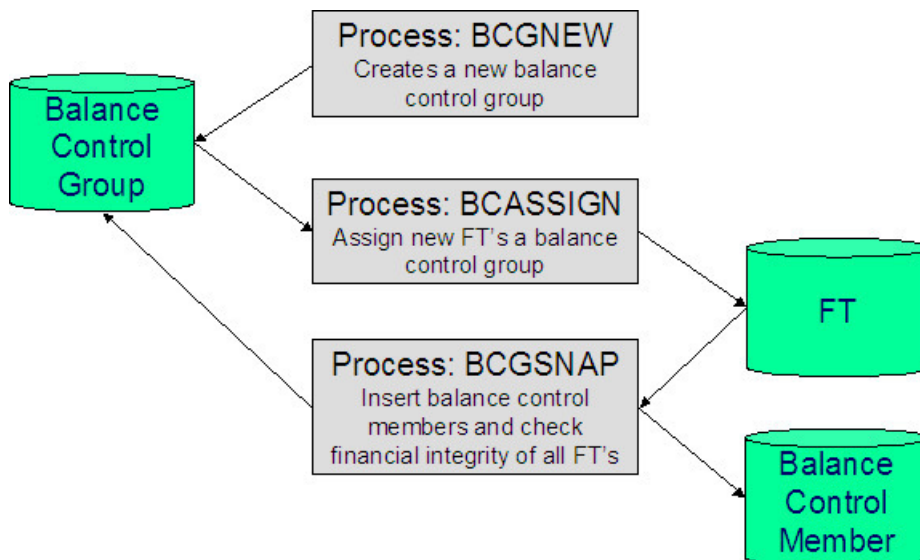 Process: BCGNEW
Creates a new balance
control group
Balance
Control
Group
Process: BCASSIGN
Assign new FT's a balance
control group
FT
Process: BCGSNAP
Insert balance control
members and check
financial integrity of all FT's
Balance
Control
Member